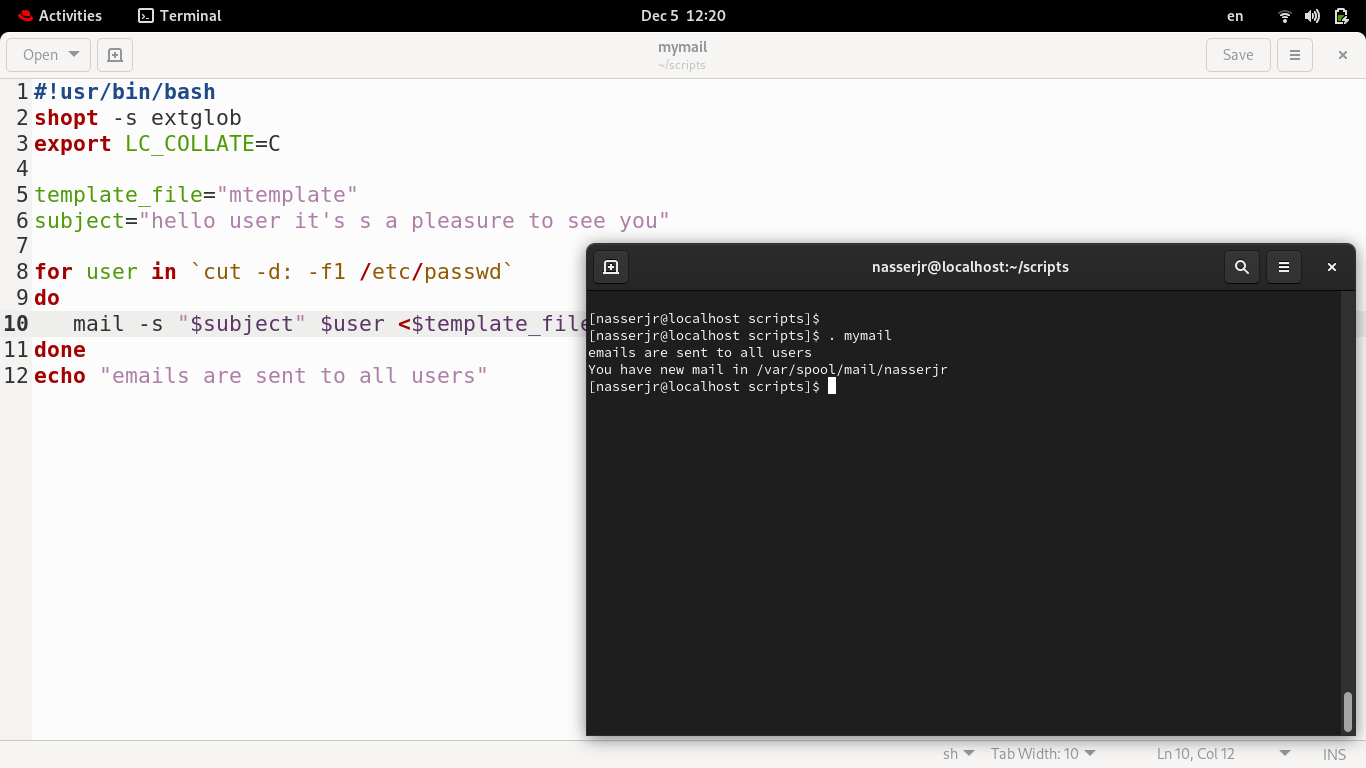 Activities Terminal Dec 5 12:20 en
Open mymail Save
~/scripts
1 #!usr/bin/bash
2 shopt -s extglob
3 export LC_COLLATE=C
4
5 template_file="mtemplate"
6 subject="hello user it's s a pleasure to see you"
7
8 for user in `cut -d: -f1 /etc/passwd`
9 do
10 mail -s "$subject" $user <$template_file
11 done
12 echo "emails are sent to all users"
nasserjr@localhost:~/scripts
[nasserjr@localhost scripts]$
[nasserjr@localhost scripts]$ . mymail
emails are sent to all users
You have new mail in /var/spool/mail/nasserjr
[nasserjr@localhost scripts]$
sh Tab Width: 10 Ln 10, Col 12 INS